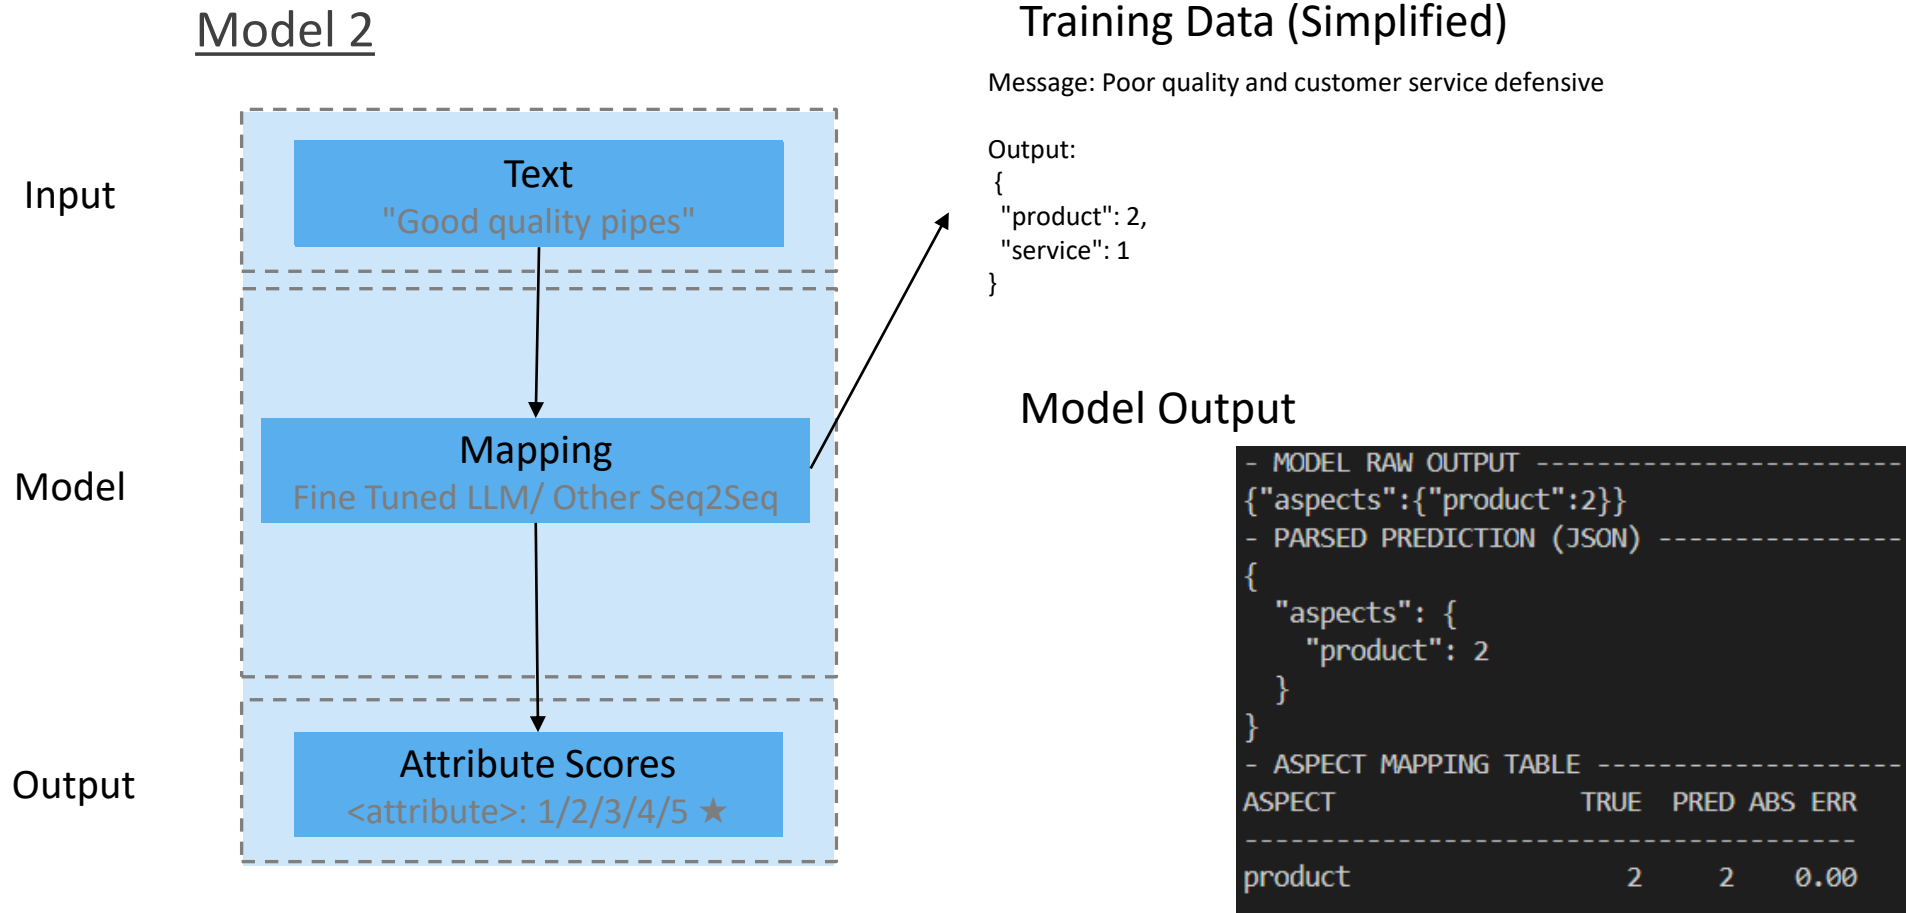 Model 2
Input
Text
"Good quality pipes"
Model
Mapping
Fine Tuned LLM/ Other Seq2Seq
Output
Attribute Scores
<attribute>: 1/2/3/4/5 ★
Training Data (Simplified)
Message: Poor quality and customer service defensive
Output:
{
"product": 2,
"service": 1
}
Model Output
- MODEL RAW OUTPUT ------------------------
{"aspects":{"product":2}}
- PARSED PREDICTION (JSON) ----------------
{
"aspects": {
"product": 2
}
}
- ASPECT MAPPING TABLE --------------------
ASPECT TRUE PRED ABS ERR
----------------------------------------
product 2 2 0.00